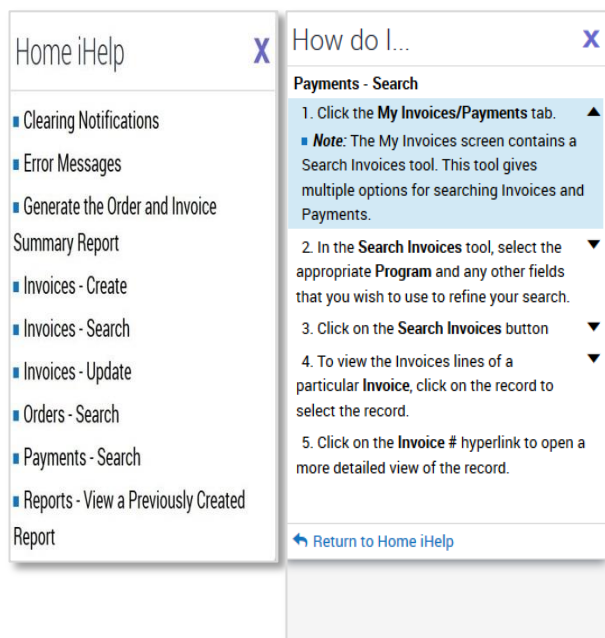 Home iHelp X
Clearing Notifications
Error Messages
Generate the Order and Invoice
Summary Report
Invoices - Create
Invoices - Search
Invoices - Update
Orders - Search
Payments - Search
Reports - View a Previously Created
Report
How do I... X
Payments - Search
1. Click the My Invoices/Payments tab.
Note: The My Invoices screen contains a
Search Invoices tool. This tool gives
multiple options for searching Invoices and
Payments.
2. In the Search Invoices tool, select the
appropriate Program and any other fields
that you wish to use to refine your search.
3. Click on the Search Invoices button
4. To view the Invoices lines of a
particular Invoice, click on the record to
select the record.
5. Click on the Invoice # hyperlink to open a
more detailed view of the record.
Return to Home iHelp